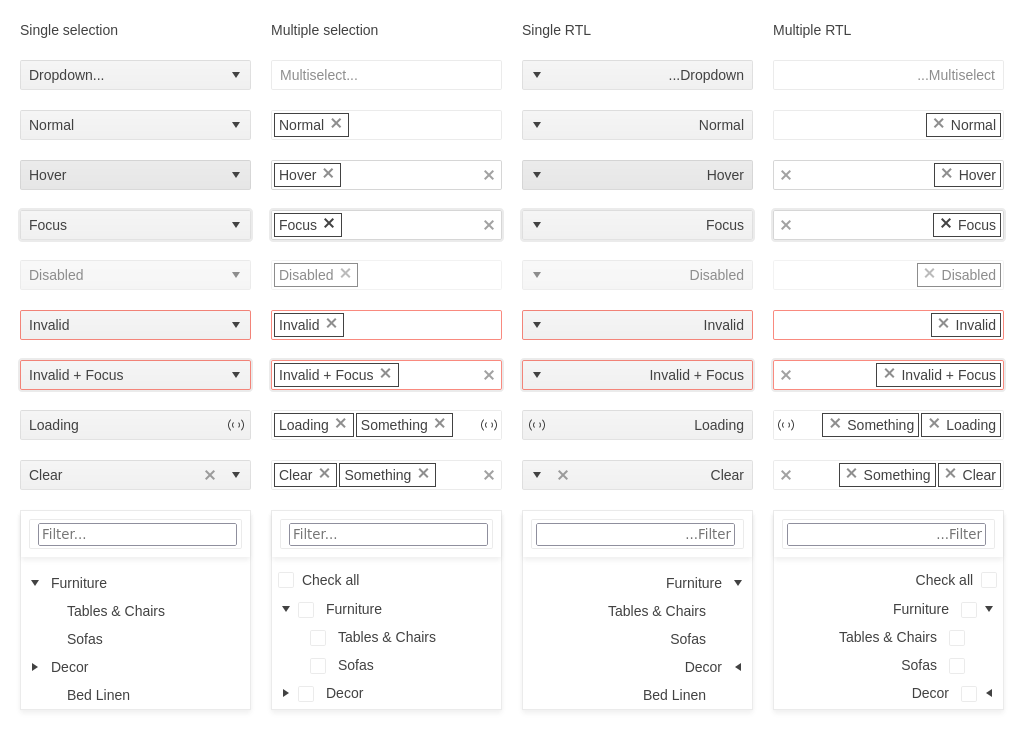 Single selection Multiple selection Single RTL Multiple RTL
Dropdown... Multiselect... ...Dropdown ...Multiselect
Normal Normal Normal Normal
Hover Hover Hover Hover
Focus Focus Focus Focus
Disabled Disabled Disabled Disabled
Invalid Invalid Invalid Invalid
Invalid + Focus Invalid + Focus Invalid + Focus Invalid + Focus
Loading Loading Something Loading Something Loading
Clear Clear Something Clear Something Clear
Filter... Filter... ...Filter ...Filter
Furniture
Tables & Chairs
Sofas
Decor
Bed Linen
Check all
Furniture
Tables & Chairs
Sofas
Decor
Furniture
Tables & Chairs
Sofas
Decor
Bed Linen
Check all
Furniture
Tables & Chairs
Sofas
Decor